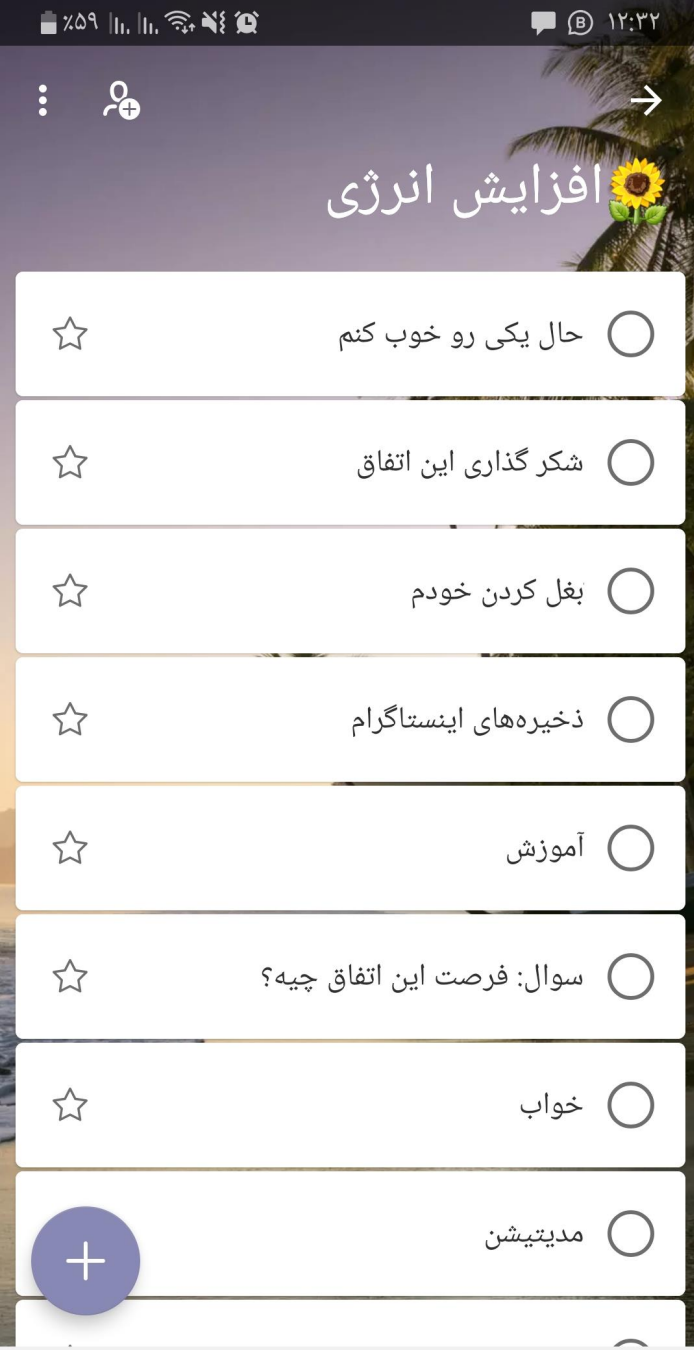 ٪۵۹ ۱۲:۳۲
🌻افزایش انرژی
حال یکی رو خوب کنم
شکر گذاری این اتفاق
بغل کردن خودم
ذخیره‌های اینستاگرام
آموزش
سوال: فرصت این اتفاق چیه؟
خواب
مدیتیشن